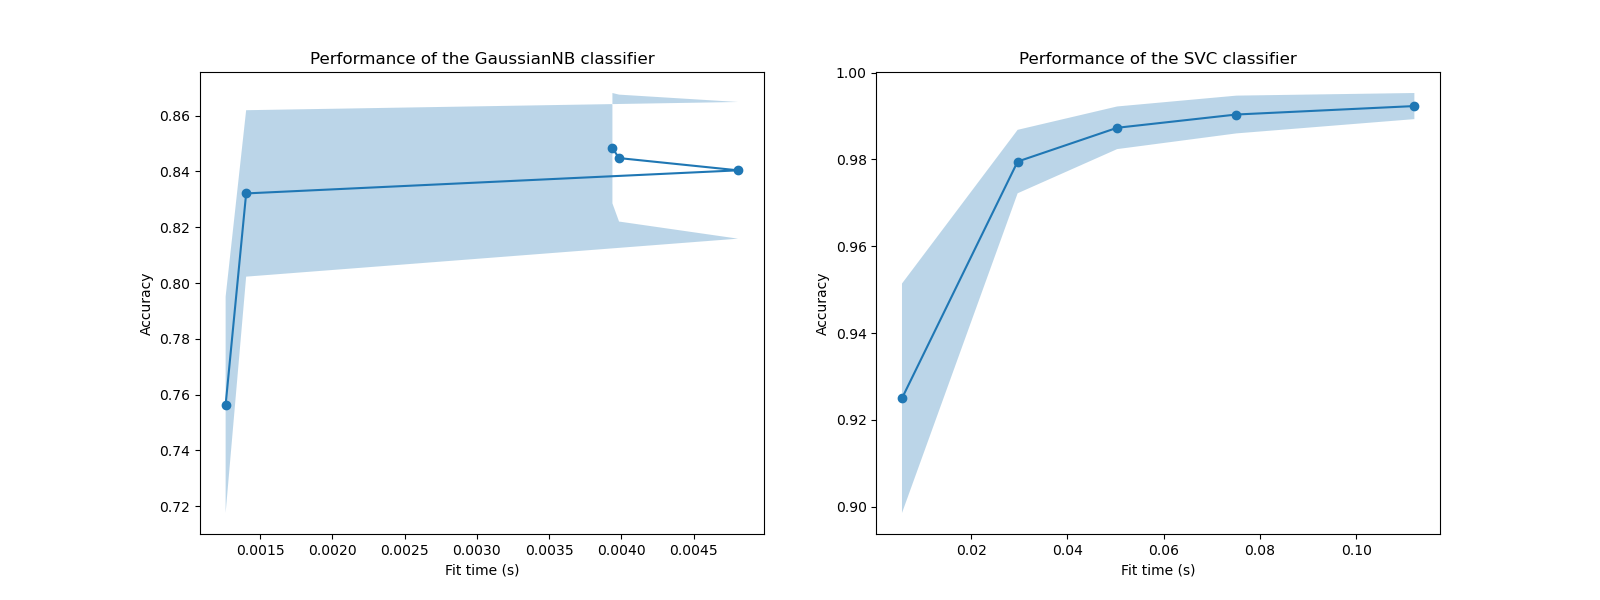 Performance of the GaussianNB classifier
Accuracy
0.86
0.84
0.82
0.80
0.78
0.76
0.74
0.72
0.0015 0.0020 0.0025 0.0030 0.0035 0.0040 0.0045
Fit time (s)
Performance of the SVC classifier
Accuracy
1.00
0.98
0.96
0.94
0.92
0.90
0.02 0.04 0.06 0.08 0.10
Fit time (s)